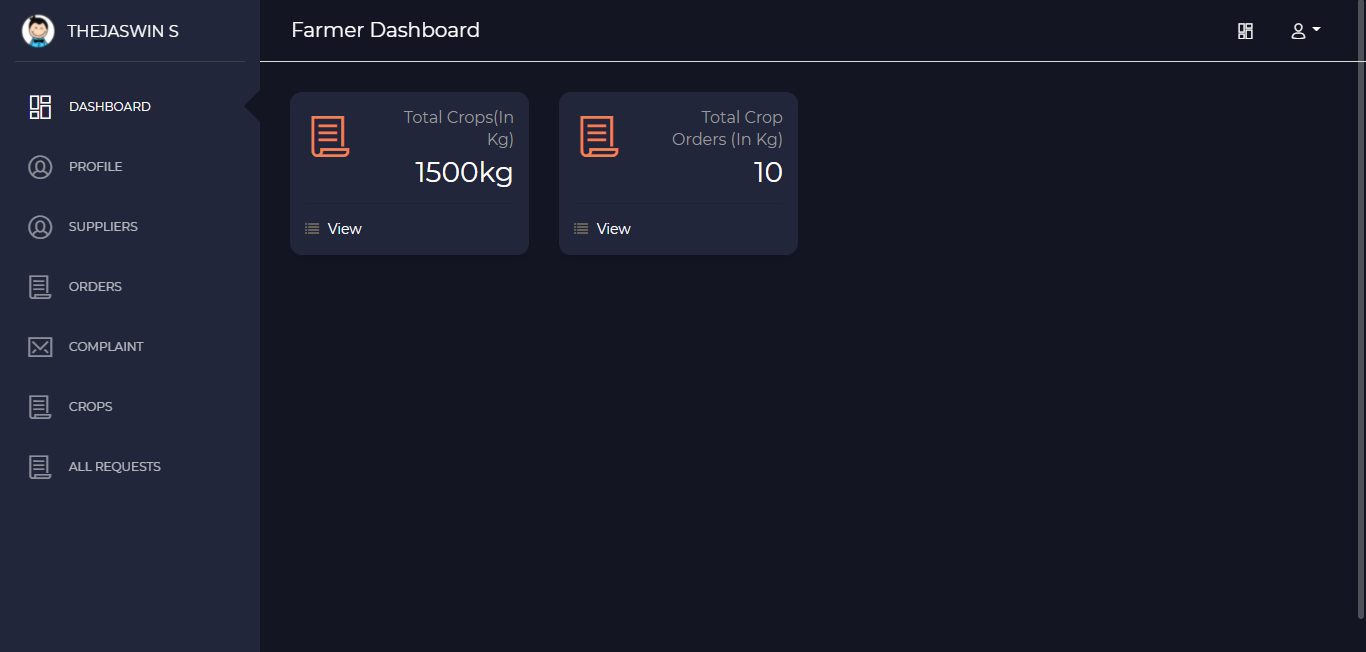 THEJASWIN S
Farmer Dashboard
DASHBOARD
PROFILE
SUPPLIERS
ORDERS
COMPLAINT
CROPS
ALL REQUESTS
Total Crops(In
Kg)
1500kg
View
Total Crop
Orders (In Kg)
10
View